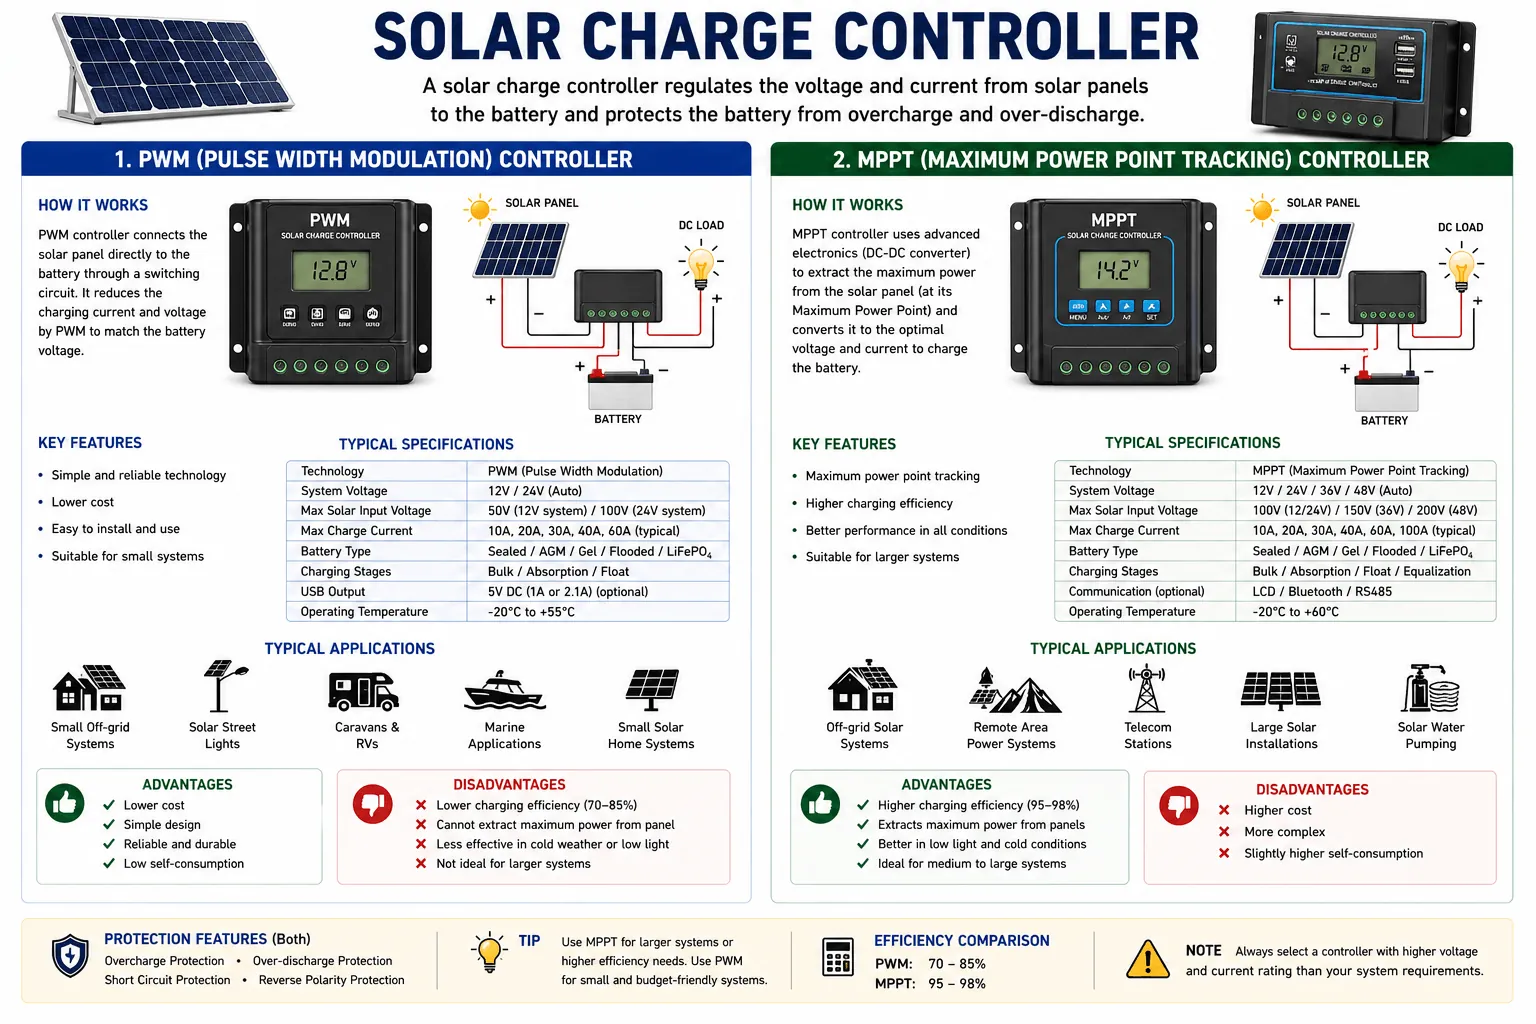 SOLAR CHARGE CONTROLLER
A solar charge controller regulates the voltage and current from solar panels
to the battery and protects the battery from overcharge and over-discharge.
SOLAR CHARGE CONTROLLER
12.8 V
1. PWM (PULSE WIDTH MODULATION) CONTROLLER
HOW IT WORKS
PWM controller connects the
solar panel directly to the
battery through a switching
circuit. It reduces the
charging current and voltage
by PWM to match the battery
voltage.
PWM
SOLAR CHARGE CONTROLLER
12.8 V
SOLAR PANEL
DC LOAD
+
−
+
+
−
BATTERY
KEY FEATURES
• Simple and reliable technology
• Lower cost
• Easy to install and use
• Suitable for small systems
TYPICAL SPECIFICATIONS
Technology PWM (Pulse Width Modulation)
System Voltage 12V / 24V (Auto)
Max Solar Input Voltage 50V (12V system) / 100V (24V system)
Max Charge Current 10A, 20A, 30A, 40A, 60A (typical)
Battery Type Sealed / AGM / Gel / Flooded / LiFePO₄
Charging Stages Bulk / Absorption / Float
USB Output 5V DC (1A or 2.1A) (optional)
Operating Temperature -20°C to +55°C
TYPICAL APPLICATIONS
Small Off-grid
Systems
Solar Street
Lights
Caravans &
RVs
Marine
Applications
Small Solar
Home Systems
ADVANTAGES
Lower cost
Simple design
Reliable and durable
Low self-consumption
DISADVANTAGES
Lower charging efficiency (70–85%)
Cannot extract maximum power from panel
Less effective in cold weather or low light
Not ideal for larger systems
2. MPPT (MAXIMUM POWER POINT TRACKING) CONTROLLER
HOW IT WORKS
MPPT controller uses advanced
electronics (DC-DC converter)
to extract the maximum power
from the solar panel (at its
Maximum Power Point) and
converts it to the optimal
voltage and current to charge
the battery.
MPPT
SOLAR CHARGE CONTROLLER
14.2 V
MENU
SET
SOLAR PANEL
DC LOAD
+
−
+
+
−
BATTERY
KEY FEATURES
• Maximum power point tracking
• Higher charging efficiency
• Better performance in all conditions
• Suitable for larger systems
TYPICAL SPECIFICATIONS
Technology MPPT (Maximum Power Point Tracking)
System Voltage 12V / 24V / 36V / 48V (Auto)
Max Solar Input Voltage 100V (12/24V) / 150V (36V) / 200V (48V)
Max Charge Current 10A, 20A, 30A, 40A, 60A, 100A (typical)
Battery Type Sealed / AGM / Gel / Flooded / LiFePO₄
Charging Stages Bulk / Absorption / Float / Equalization
Communication (optional) LCD / Bluetooth / RS485
Operating Temperature -20°C to +60°C
TYPICAL APPLICATIONS
Off-grid Solar
Systems
Remote Area
Power Systems
Telecom
Stations
Large Solar
Installations
Solar Water
Pumping
ADVANTAGES
Higher charging efficiency (95–98%)
Extracts maximum power from panels
Better in low light and cold conditions
Ideal for medium to large systems
DISADVANTAGES
Higher cost
More complex
Slightly higher self-consumption
PROTECTION FEATURES (Both)
Overcharge Protection • Over-discharge Protection
Short Circuit Protection • Reverse Polarity Protection
TIP
Use MPPT for larger systems or
higher efficiency needs. Use PWM
for small and budget-friendly systems.
EFFICIENCY COMPARISON
PWM: 70 – 85%
MPPT: 95 – 98%
NOTE Always select a controller with higher voltage
and current rating than your system requirements.